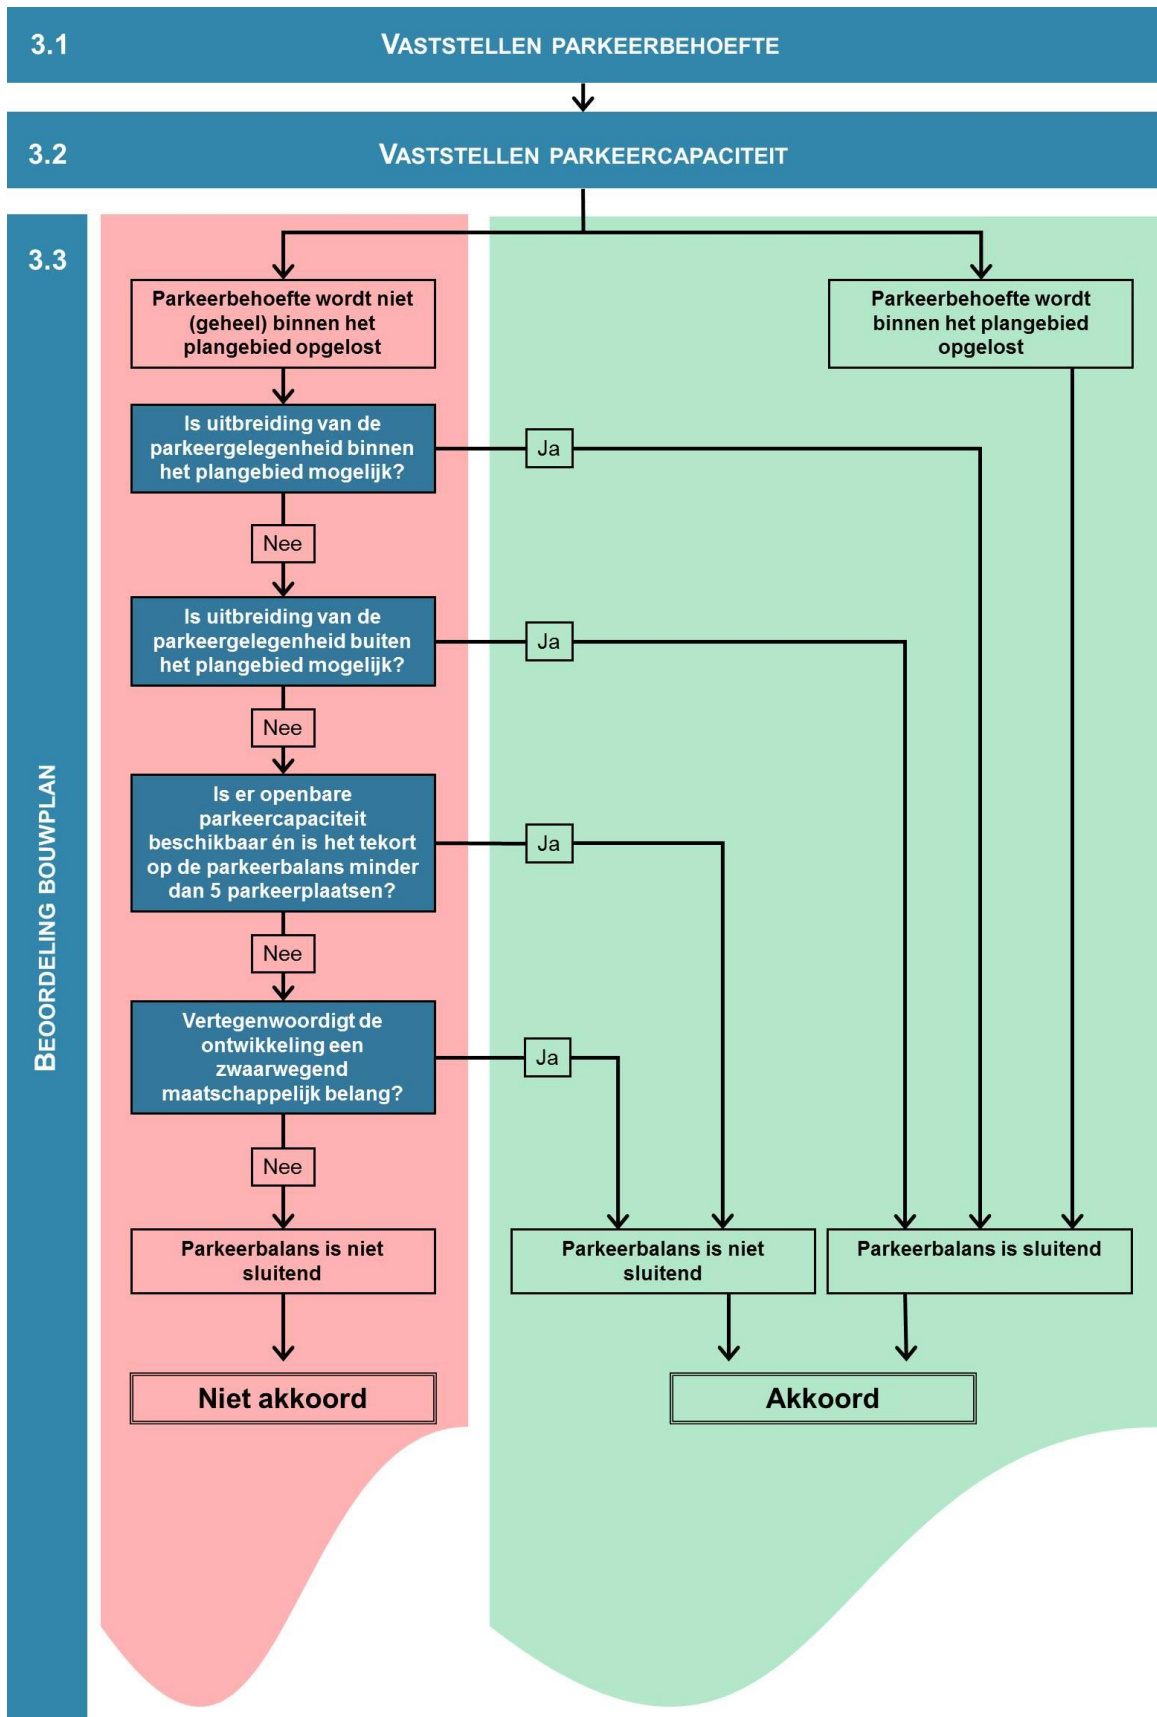 3.1 VASTSTELLEN PARKEERBEHOEFTE
3.2 VASTSTELLEN PARKEERCAPACITEIT
3.3
BEOORDELING BOUWPLAN
Parkeerbehoefte wordt niet
(geheel) binnen het
plangebied opgelost
Parkeerbehoefte wordt
binnen het plangebied
opgelost
Is uitbreiding van de
parkeergelegenheid binnen
het plangebied mogelijk?
Ja
Nee
Is uitbreiding van de
parkeergelegenheid buiten
het plangebied mogelijk?
Ja
Nee
Is er openbare
parkeercapaciteit
beschikbaar én is het tekort
op de parkeerbalans minder
dan 5 parkeerplaatsen?
Ja
Nee
Vertegenwoordigt de
ontwikkeling een
zwaarwegend
maatschappelijk belang?
Ja
Nee
Parkeerbalans is niet
sluitend
Parkeerbalans is niet
sluitend
Parkeerbalans is sluitend
Niet akkoord
Akkoord